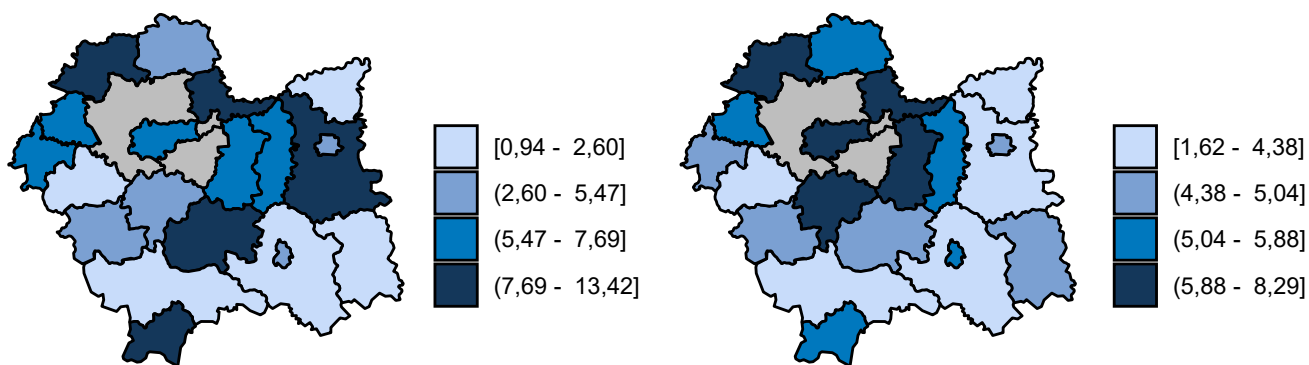 [0,94 - 2,60]
(2,60 - 5,47]
(5,47 - 7,69]
(7,69 - 13,42]
[1,62 - 4,38]
(4,38 - 5,04]
(5,04 - 5,88]
(5,88 - 8,29]